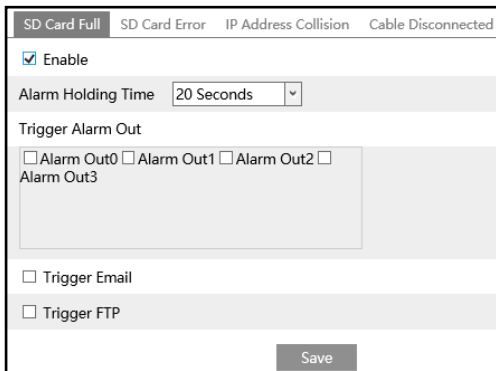 SD Card Full SD Card Error IP Address Collision Cable Disconnected
Enable
Alarm Holding Time 20 Seconds
Trigger Alarm Out
Alarm Out0 Alarm Out1 Alarm Out2
Alarm Out3
Trigger Email
Trigger FTP
Save